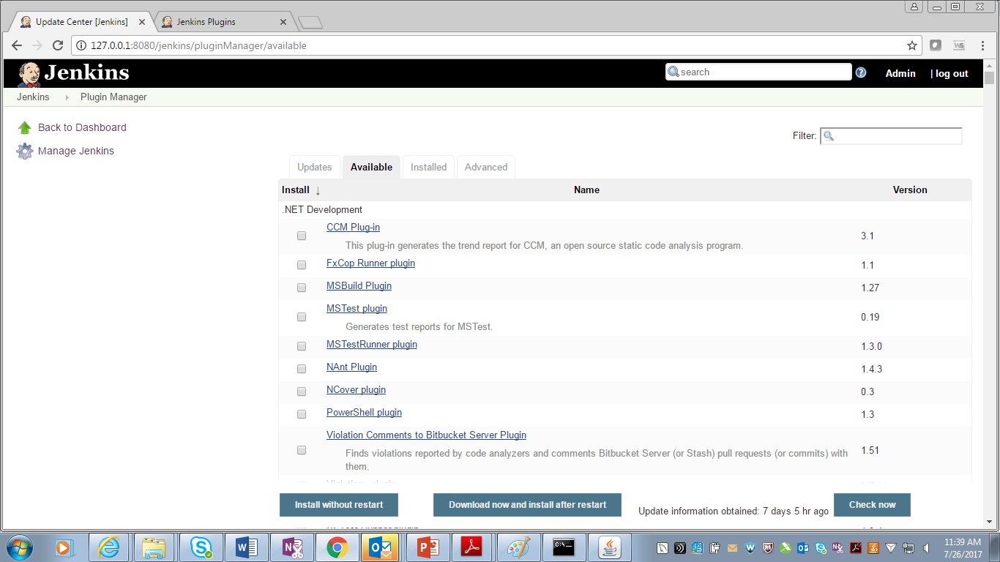 Update Center [Jenkins]
Jenkins Plugins
127.0.0.1:8080/jenkins/pluginManager/available
WS
Jenkins
search
?
Admin
| log out
Jenkins
Plugin Manager
Back to Dashboard
Filter:
Manage Jenkins
Updates
Available
Installed
Advanced
Install ↓
Name
Version
.NET Development
CCM Plug-in
This plug-in generates the trend report for CCM, an open source static code analysis program.
3.1
FxCop Runner plugin
1.1
MSBuild Plugin
1.27
MSTest plugin
Generates test reports for MSTest.
0.19
MSTestRunner plugin
1.3.0
NAnt Plugin
1.4.3
NCover plugin
0.3
PowerShell plugin
1.3
Violation Comments to Bitbucket Server Plugin
Finds violations reported by code analyzers and comments Bitbucket Server (or Stash) pull requests (or commits) with
them.
1.51
Install without restart
Download now and install after restart
Update information obtained: 7 days 5 hr ago
Check now
11:39 AM
7/26/2017